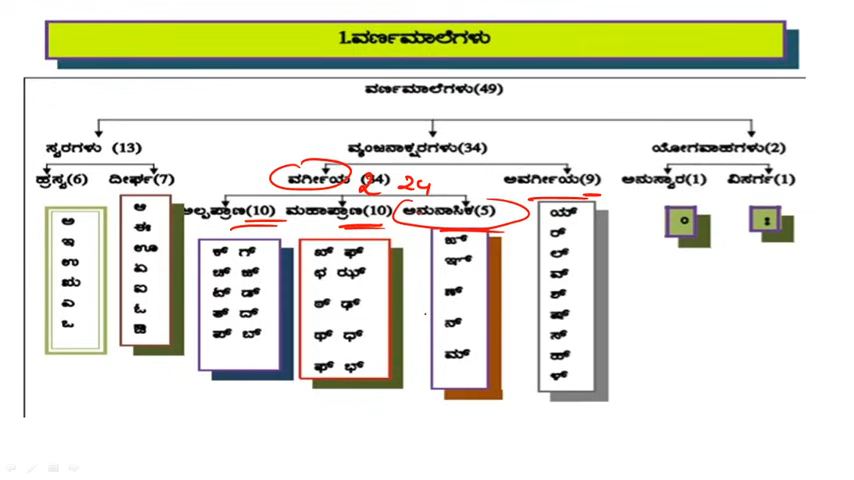 1.ವರ್ಣಮಾಲೆಗಳು
ವರ್ಣಮಾಲೆಗಳು(49)
ಸ್ವರಗಳು (13) ವ್ಯಂಜನಾಕ್ಷರಗಳು(34) ಯೋಗವಾಹಗಳು(2)
ಹ್ರಸ್ವ(6) ದೀರ್ಘ(7) ವರ್ಗೀಯ 24 ಅವರ್ಗೀಯ(9) ಅನುಸ್ವಾರ(1) ವಿಸರ್ಗ(1)
ಅಲ್ಪಪ್ರಾಣ(10) ಮಹಾಪ್ರಾಣ(10) ಅನುನಾಸಿಕ(5)
ಅ ಆ ಕ್ ಗ್ ಖ್ ಘ್ ಙ್ ಯ್ ಂ ಃ
ಇ ಈ ಚ್ ಜ್ ಛ್ ಝ್ ಞ್ ರ್
ಉ ಊ ಟ್ ಡ್ ಠ್ ಢ್ ಣ್ ಲ್
ಋ ಏ ತ್ ದ್ ಥ್ ಧ್ ನ್ ವ್
ಎ ಐ ಪ್ ಬ್ ಫ್ ಭ್ ಮ್ ಶ್
ಒ ಓ ಷ್
ಔ ಸ್
ಹ್
ಳ್